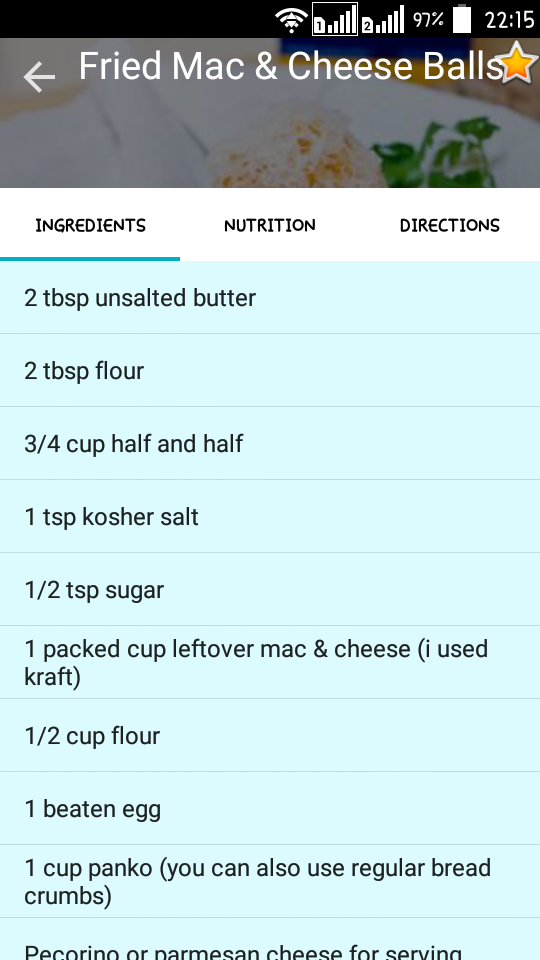 1 2 97% 22:15
Fried Mac & Cheese Balls
INGREDIENTS NUTRITION DIRECTIONS
2 tbsp unsalted butter
2 tbsp flour
3/4 cup half and half
1 tsp kosher salt
1/2 tsp sugar
1 packed cup leftover mac & cheese (i used
kraft)
1/2 cup flour
1 beaten egg
1 cup panko (you can also use regular bread
crumbs)
Pecorino or parmesan cheese for serving